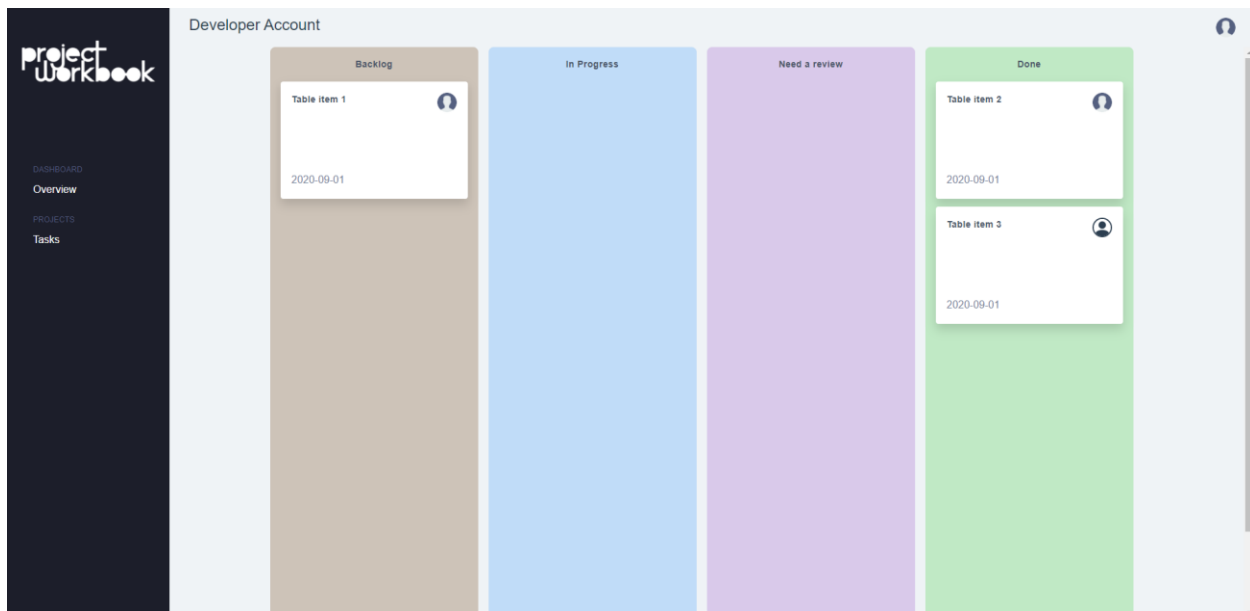 project
workbook
Developer Account
DASHBOARD
Overview
PROJECTS
Tasks
Backlog
Table item 1
2020-09-01
In Progress
Need a review
Done
Table item 2
2020-09-01
Table item 3
2020-09-01